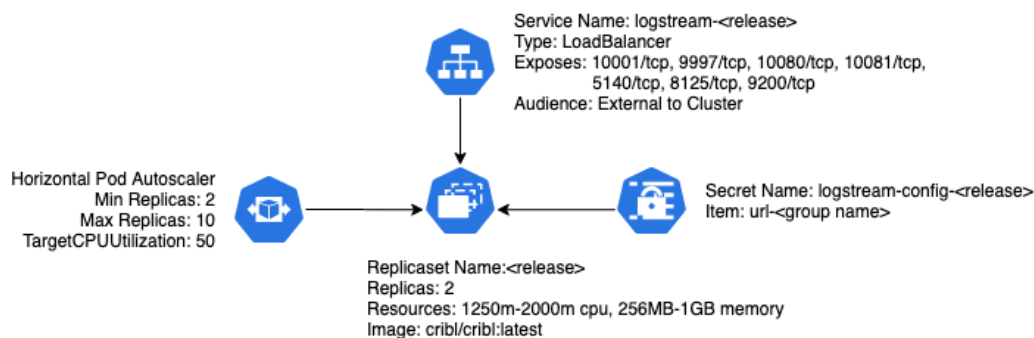 Service Name: logstream-<release>
Type: LoadBalancer
Exposes: 10001/tcp, 9997/tcp, 10080/tcp, 10081/tcp,
5140/tcp, 8125/tcp, 9200/tcp
Audience: External to Cluster
Horizontal Pod Autoscaler
Min Replicas: 2
Max Replicas: 10
TargetCPUUtilization: 50
Secret Name: logstream-config-<release>
Item: url-<group name>
Replicaset Name:<release>
Replicas: 2
Resources: 1250m-2000m cpu, 256MB-1GB memory
Image: cribl/cribl:latest